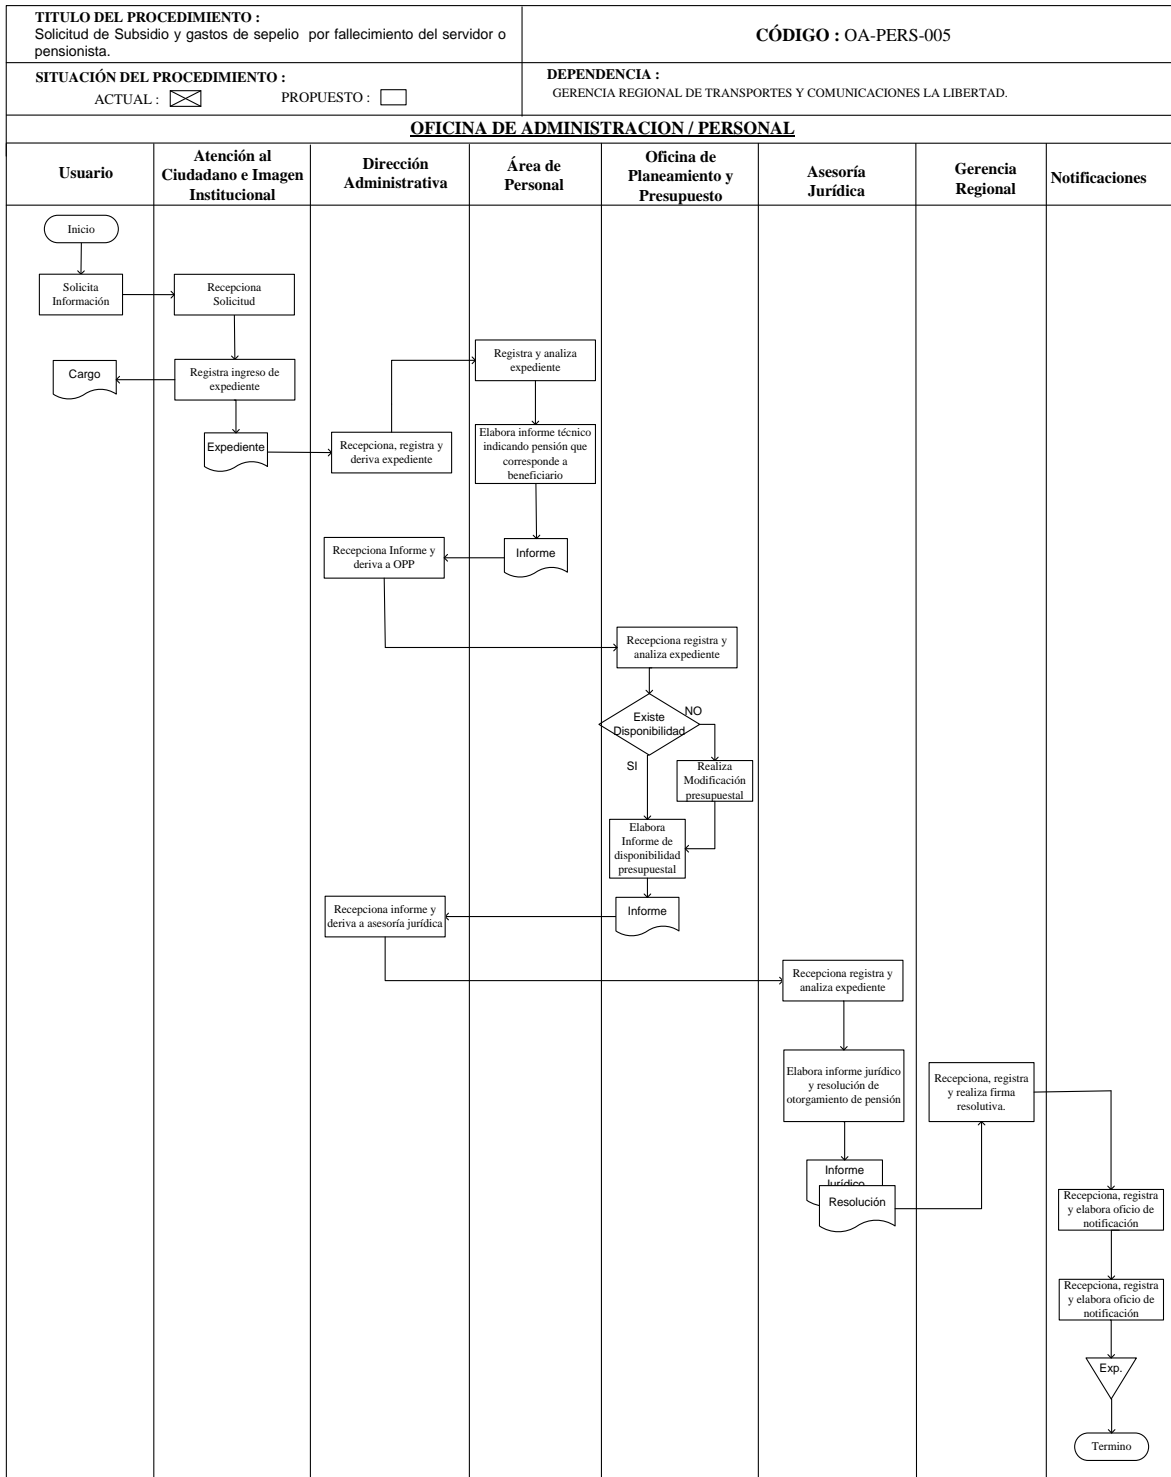 TITULO DEL PROCEDIMIENTO :
Solicitud de Subsidio y gastos de sepelio por fallecimiento del servidor o
pensionista.
CÓDIGO : OA-PERS-005
SITUACIÓN DEL PROCEDIMIENTO :
ACTUAL :
PROPUESTO :
DEPENDENCIA :
GERENCIA REGIONAL DE TRANSPORTES Y COMUNICACIONES LA LIBERTAD.
OFICINA DE ADMINISTRACION / PERSONAL
Usuario
Atención al
Ciudadano e Imagen
Institucional
Dirección
Administrativa
Área de
Personal
Oficina de
Planeamiento y
Presupuesto
Asesoría
Jurídica
Gerencia
Regional
Notificaciones
Inicio
Solicita
Información
Recepciona
Solicitud
Cargo
Registra ingreso de
expediente
Expediente
Recepciona, registra y
deriva expediente
Registra y analiza
expediente
Elabora informe técnico
indicando pensión que
corresponde a
beneficiario
Informe
Recepciona Informe y
deriva a OPP
Recepciona registra y
analiza expediente
Existe
Disponibilidad
NO
SI
Realiza
Modificación
presupuestal
Elabora
Informe de
disponibilidad
presupuestal
Informe
Recepciona informe y
deriva a asesoría jurídica
Recepciona registra y
analiza expediente
Elabora informe jurídico
y resolución de
otorgamiento de pensión
Informe
Jurídico
Resolución
Recepciona, registra
y realiza firma
resolutiva.
Recepciona, registra
y elabora oficio de
notificación
Recepciona, registra
y elabora oficio de
notificación
Exp.
Termino